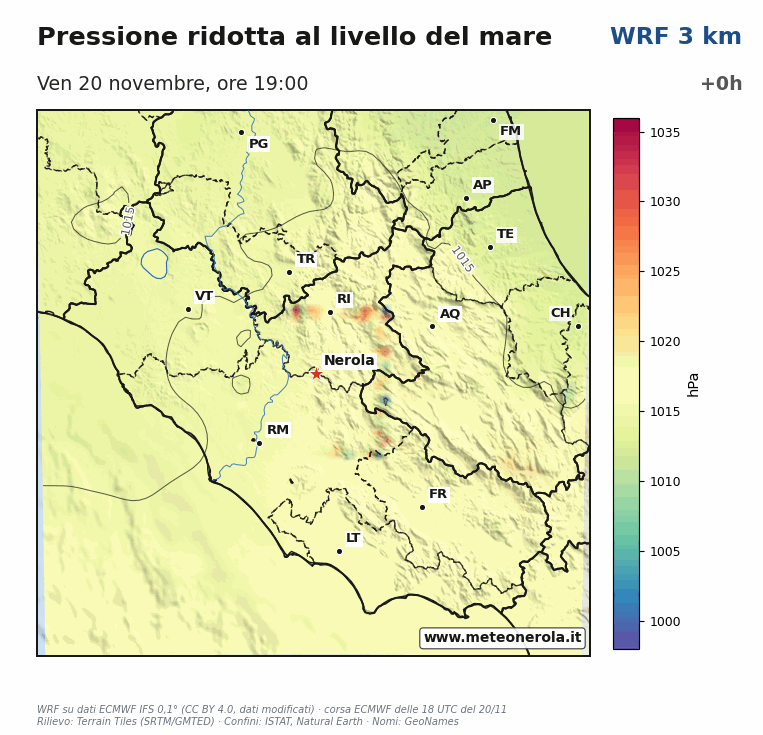 Pressione ridotta al livello del mare
WRF 3 km
Ven 20 novembre, ore 19:00
+0h
FM
PG
AP
1015
TE
1015
TR
VT
RI
AQ
CH
Nerola
RM
FR
LT
www.meteonerola.it
1035
1030
1025
1020
1015
1010
1005
1000
hPa
WRF su dati ECMWF IFS 0,1° (CC BY 4.0, dati modificati) · corsa ECMWF delle 18 UTC del 20/11
Rilievo: Terrain Tiles (SRTM/GMTED) · Confini: ISTAT, Natural Earth · Nomi: GeoNames